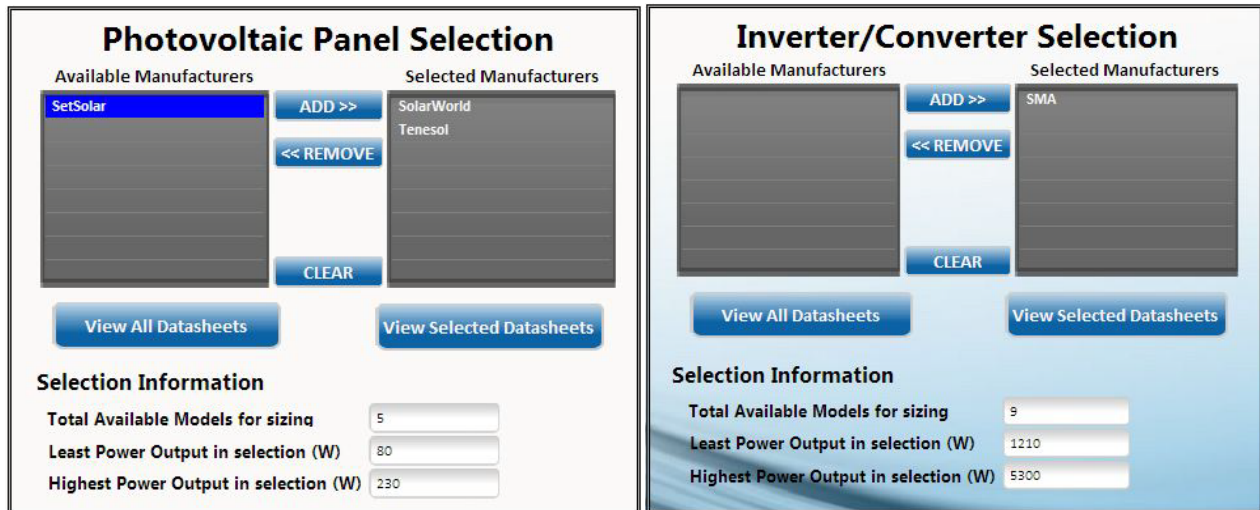 Photovoltaic Panel Selection
Available Manufacturers
Selected Manufacturers
SetSolar
ADD >>
SolarWorld
Tenesol
<< REMOVE
CLEAR
View All Datasheets
View Selected Datasheets
Selection Information
Total Available Models for sizing 5
Least Power Output in selection (W) 80
Highest Power Output in selection (W) 230
Inverter/Converter Selection
Available Manufacturers
Selected Manufacturers
ADD >>
SMA
<< REMOVE
CLEAR
View All Datasheets
View Selected Datasheets
Selection Information
Total Available Models for sizing 9
Least Power Output in selection (W) 1210
Highest Power Output in selection (W) 5300